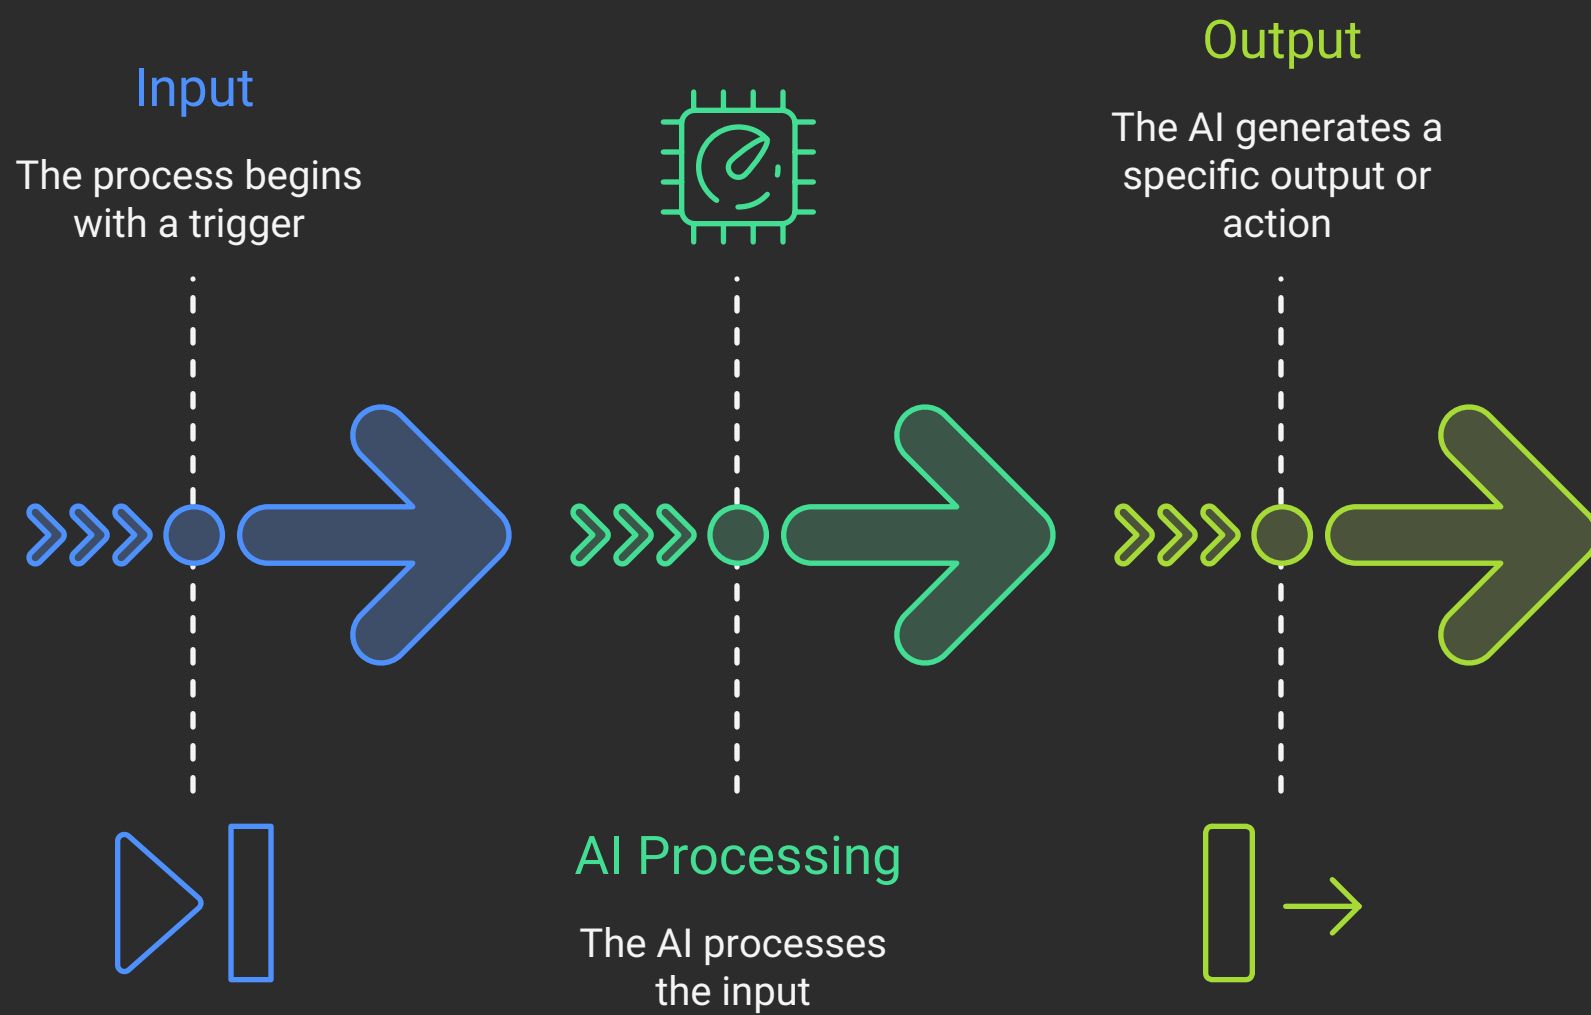 Input
The process begins
with a trigger
AI Processing
The AI processes
the input
Output
The AI generates a
specific output or
action